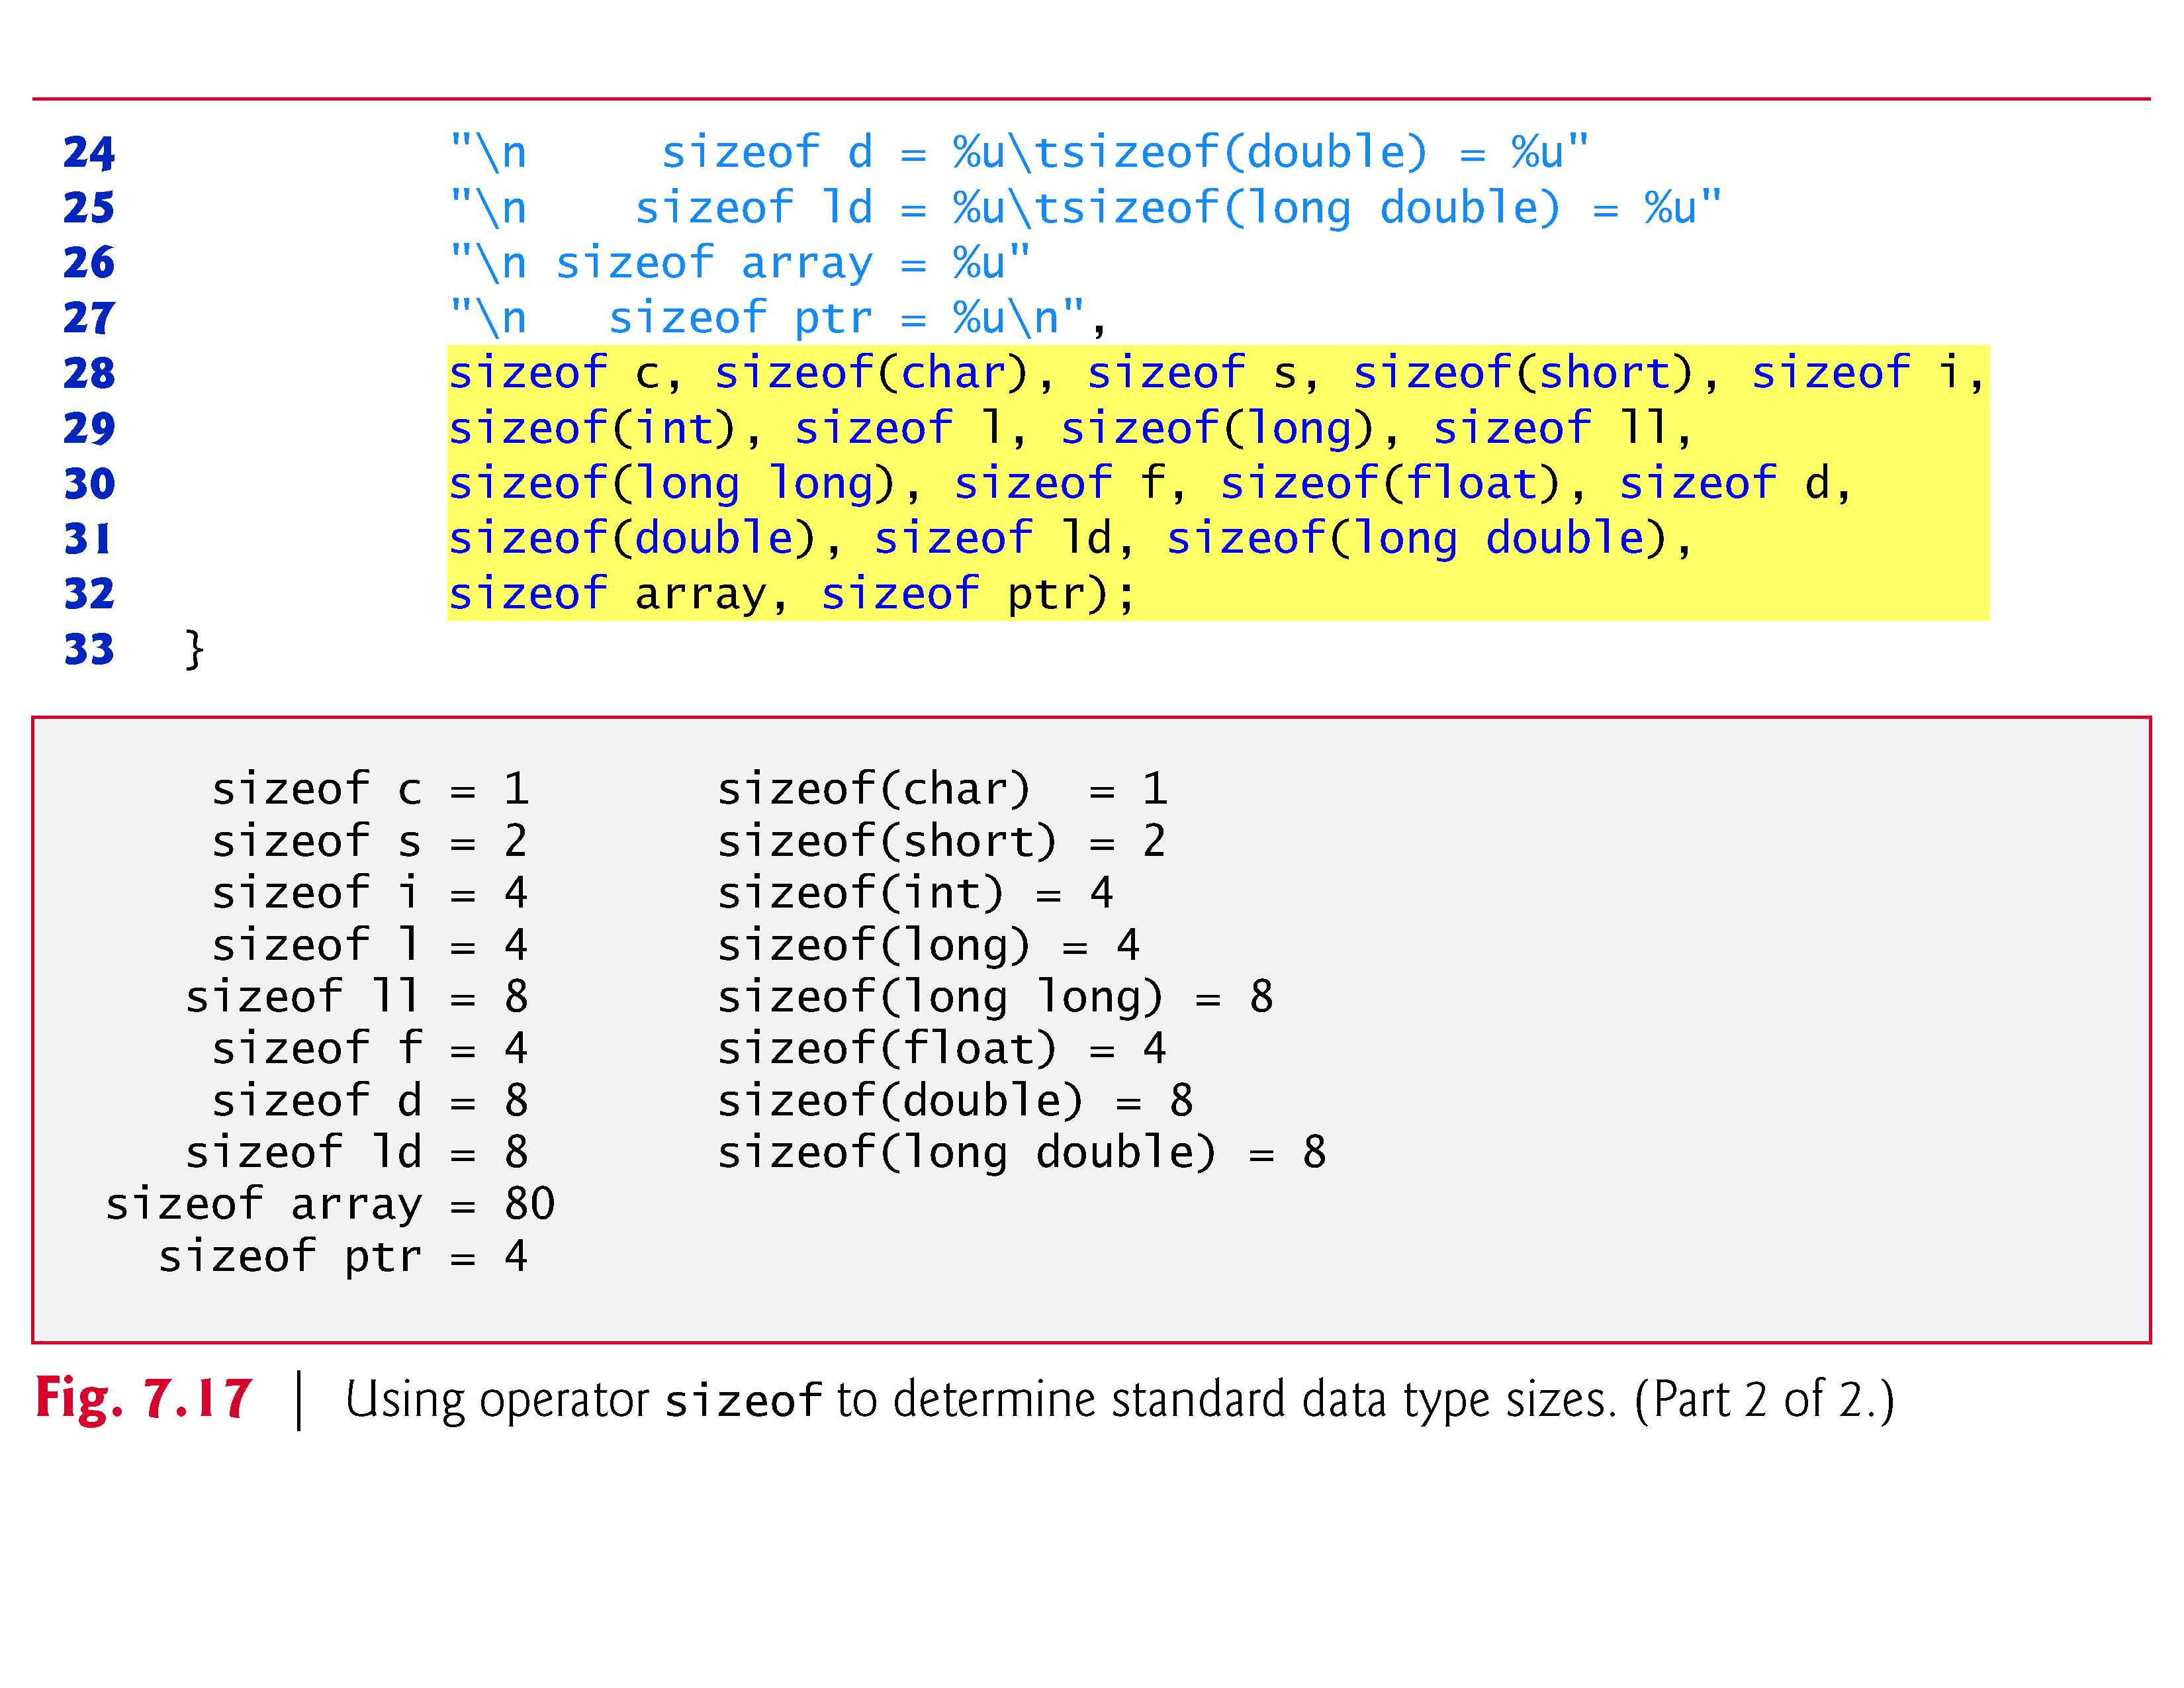 24 "\n     sizeof d = %u\tsizeof(double) = %u"
25 "\n    sizeof ld = %u\tsizeof(long double) = %u"
26 "\n sizeof array = %u"
27 "\n   sizeof ptr = %u\n",
28 sizeof c, sizeof(char), sizeof s, sizeof(short), sizeof i,
29 sizeof(int), sizeof l, sizeof(long), sizeof ll,
30 sizeof(long long), sizeof f, sizeof(float), sizeof d,
31 sizeof(double), sizeof ld, sizeof(long double),
32 sizeof array, sizeof ptr);
33 }
sizeof c = 1 sizeof(char)  = 1
sizeof s = 2 sizeof(short) = 2
sizeof i = 4 sizeof(int) = 4
sizeof l = 4 sizeof(long) = 4
sizeof ll = 8 sizeof(long long) = 8
sizeof f = 4 sizeof(float) = 4
sizeof d = 8 sizeof(double) = 8
sizeof ld = 8 sizeof(long double) = 8
sizeof array = 80
sizeof ptr = 4
Fig. 7.17 | Using operator sizeof to determine standard data type sizes. (Part 2 of 2.)